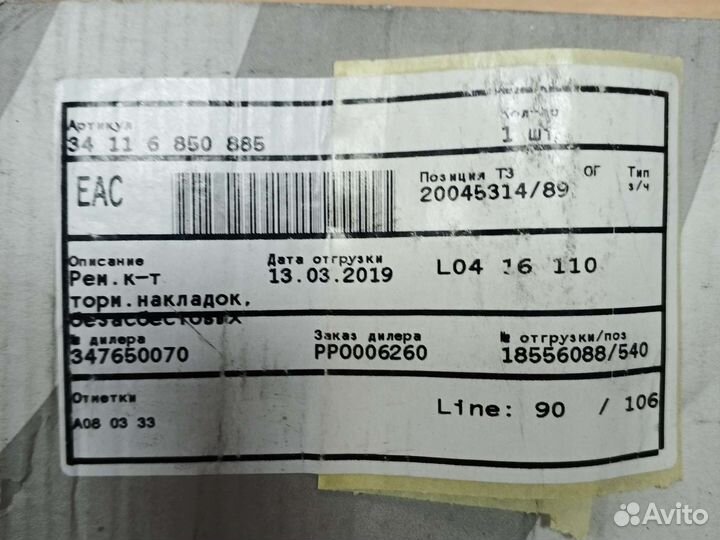 Артикул
Кол-во
34 11 6 850 885
1 шт.
EAC
Позиция ТЗ
ОГ
Тип з/ч
20045314/89
Описание
Дата отгрузки
Рем.к-т
13.03.2019
L04 16 110
торм.накладок,
безасбестовых
№ дилера
Заказ дилера
№ отгрузки/поз
347650070
PP0006260
18556088/540
Отметки
Line: 90 / 106
A08 03 33
Avito